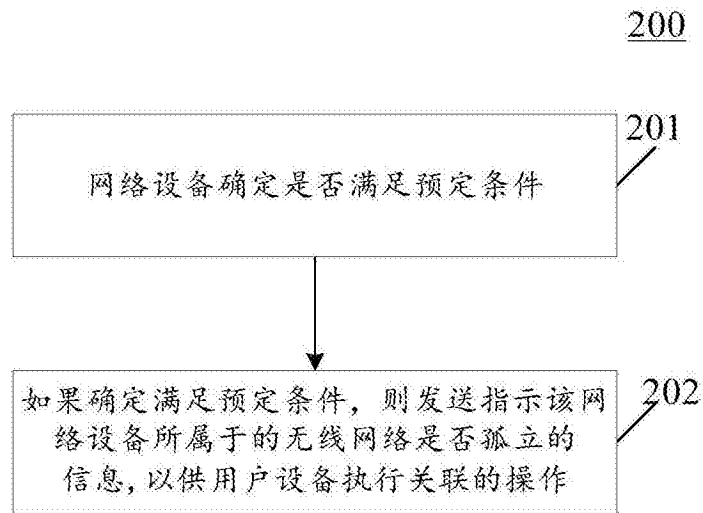 200
201
网络设备确定是否满足预定条件
202
如果确定满足预定条件，则发送指示该网
络设备所属于的无线网络是否孤立的
信息,以供用户设备执行关联的操作